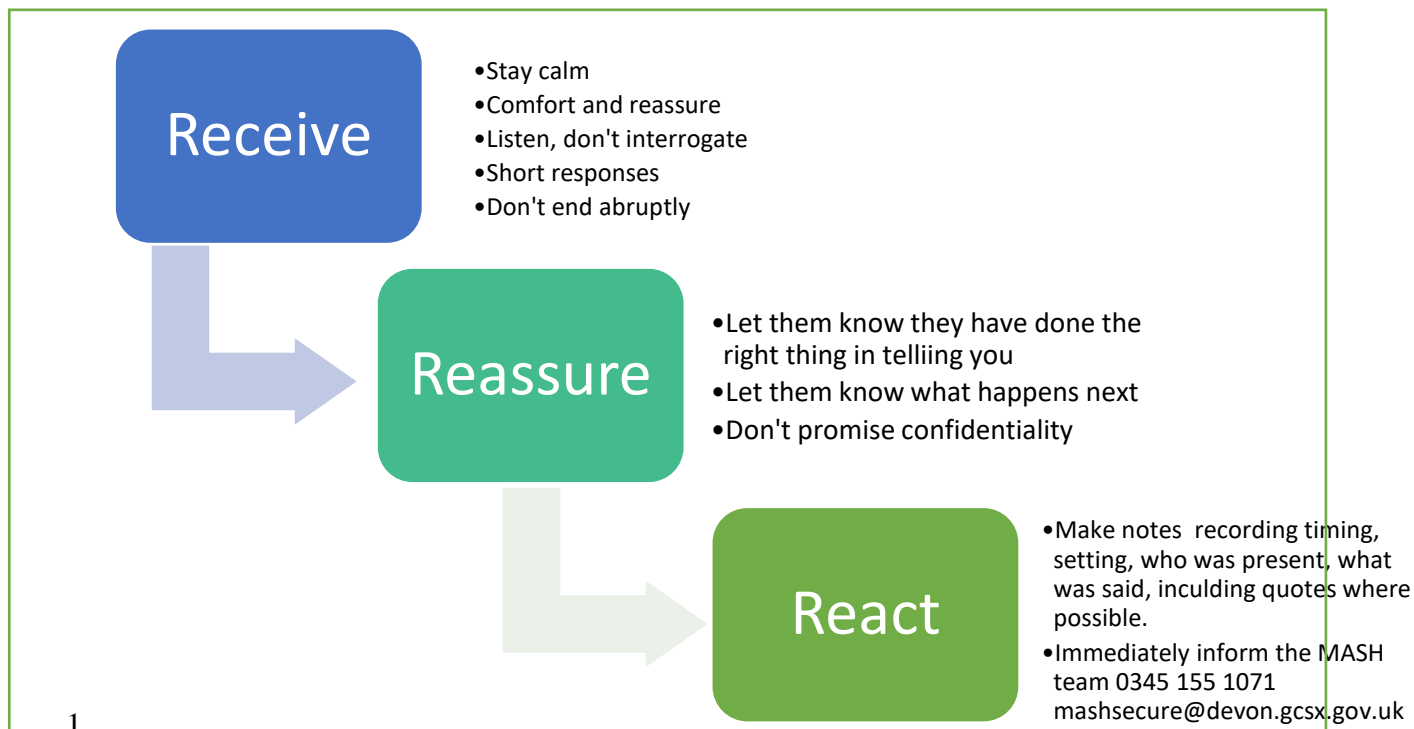 Receive
•Stay calm
•Comfort and reassure
•Listen, don't interrogate
•Short responses
•Don't end abruptly
Reassure
•Let them know they have done the
right thing in telliing you
•Let them know what happens next
•Don't promise confidentiality
React
•Make notes  recording timing,
setting, who was present, what
was said, inculding quotes where
possible.
•Immediately inform the MASH
team 0345 155 1071
mashsecure@devon.gcsx.gov.uk
1